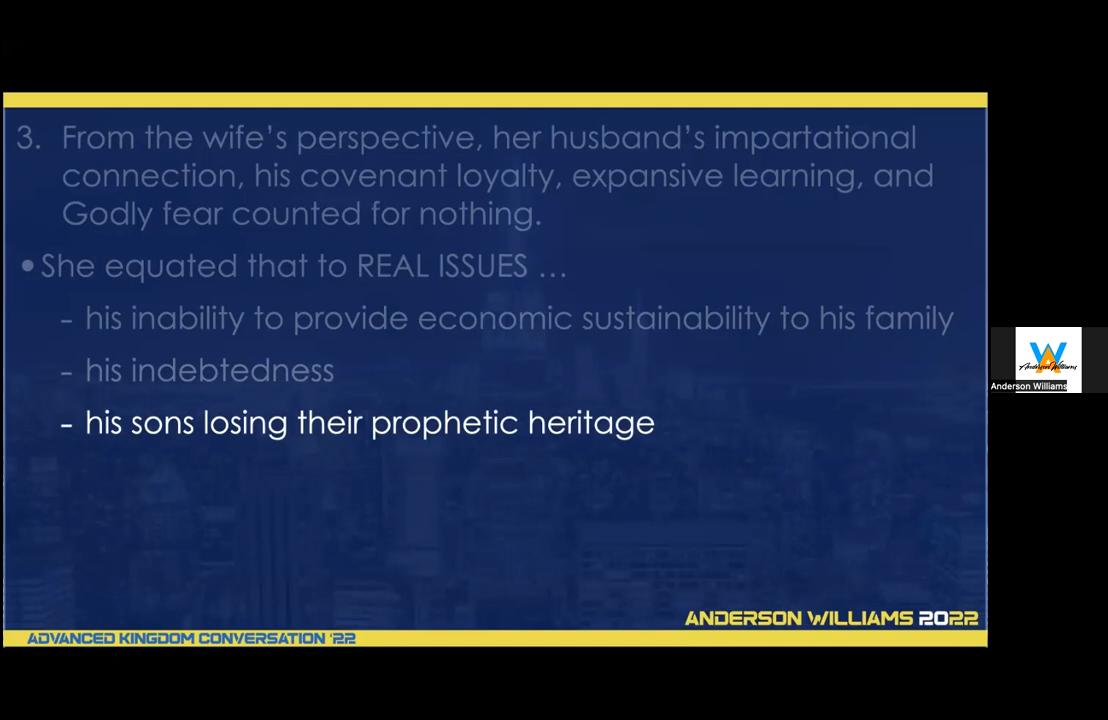 3. From the wife's perspective, her husband's impartational
connection, his covenant loyalty, expansive learning, and
Godly fear counted for nothing.
•She equated that to REAL ISSUES ...
- his inability to provide economic sustainability to his family
- his indebtedness
- his sons losing their prophetic heritage
AndersonWilliams
Anderson Williams
ANDERSON WILLIAMS 2022
ADVANCED KINGDOM CONVERSATION '22